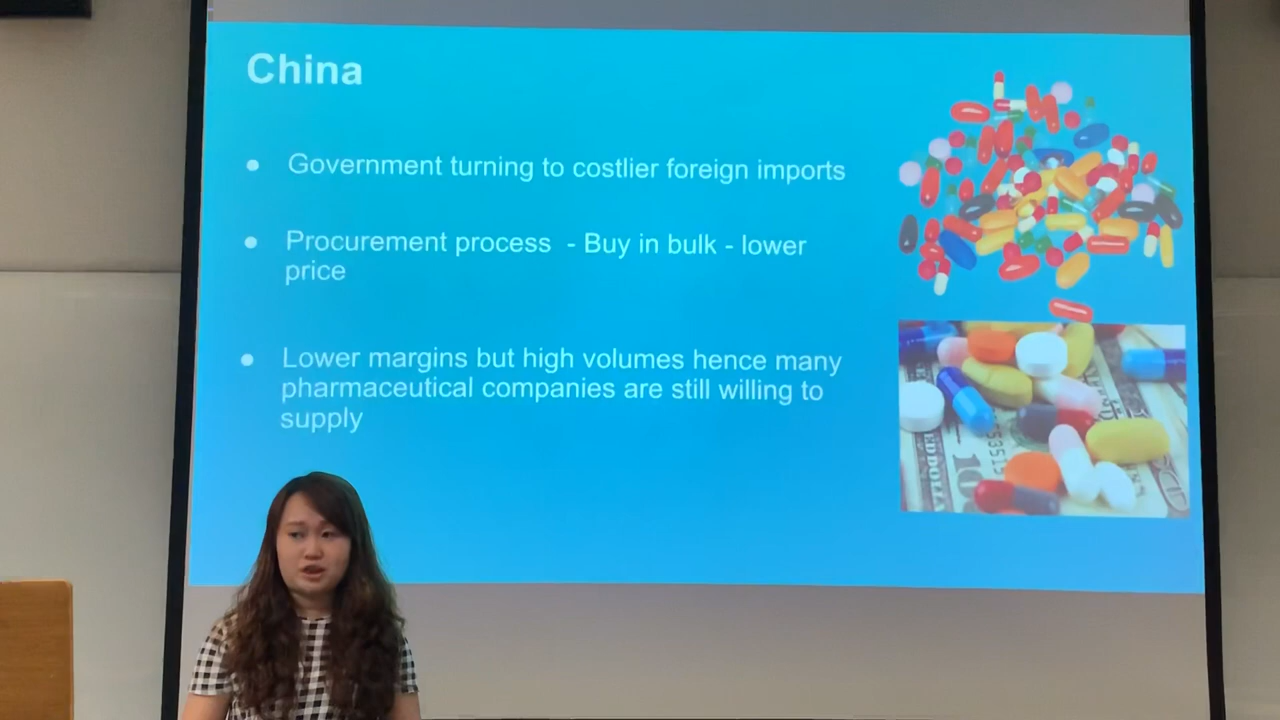 China
● Government turning to costlier foreign imports
● Procurement process - Buy in bulk - lower
price
● Lower margins but high volumes hence many
pharmaceutical companies are still willing to
supply